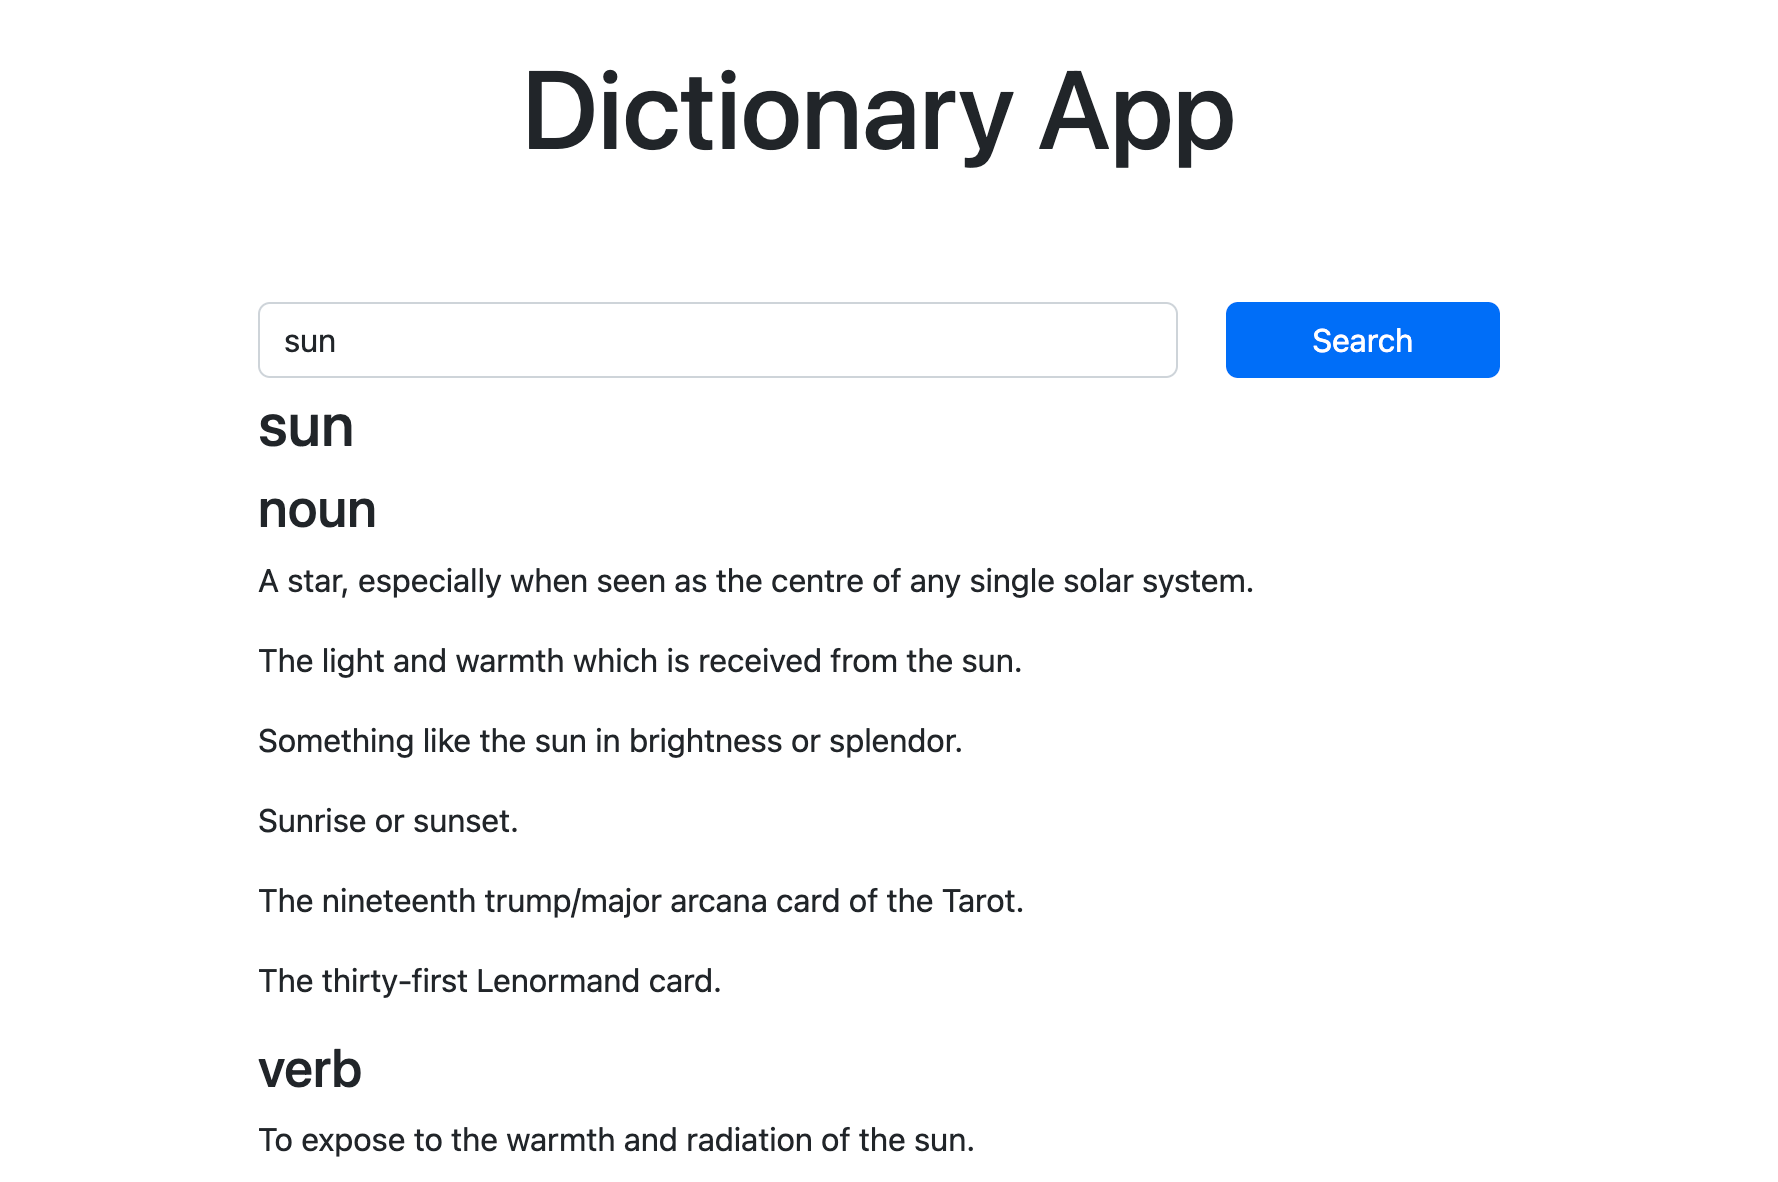 Dictionary App
sun
Search
sun
noun
A star, especially when seen as the centre of any single solar system.
The light and warmth which is received from the sun.
Something like the sun in brightness or splendor.
Sunrise or sunset.
The nineteenth trump/major arcana card of the Tarot.
The thirty-first Lenormand card.
verb
To expose to the warmth and radiation of the sun.